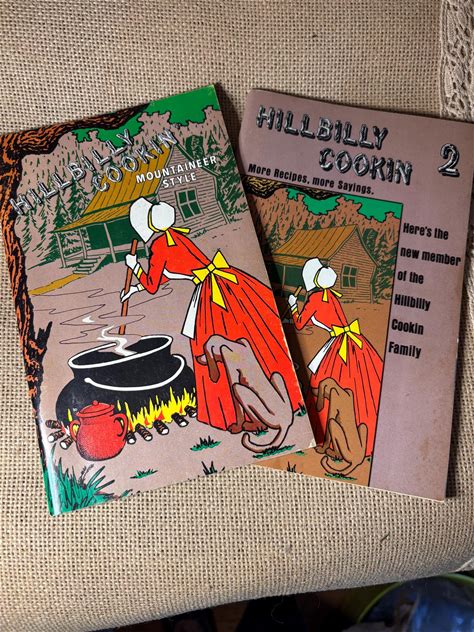 HILLBILLY
COOKIN
MOUNTAINEER
STYLE
HILLBILLY
COOKIN 2
More Recipes, more Sayings.
Here's the
new member
of the
Hillbilly
Cookin
Family